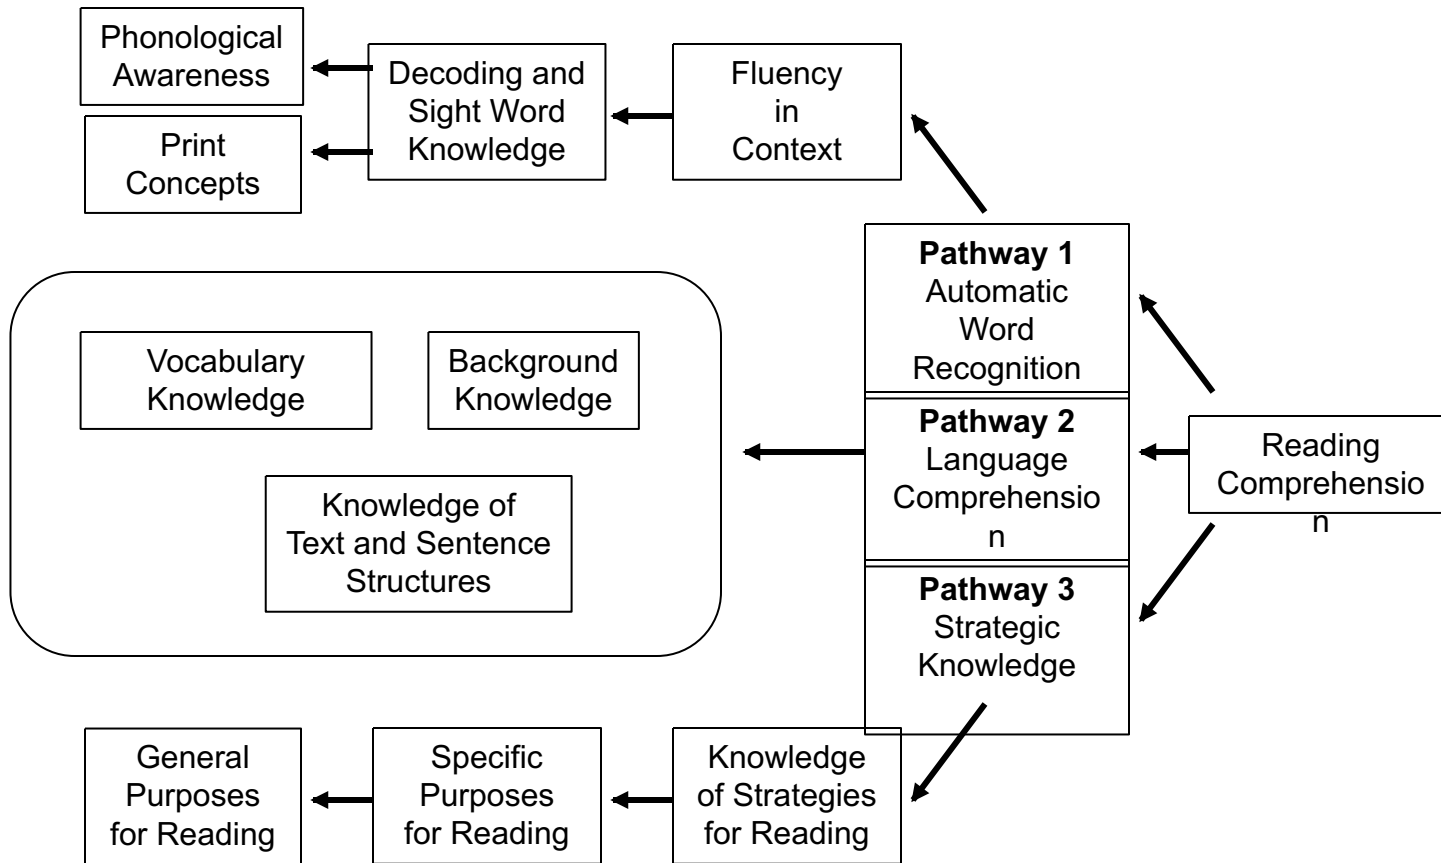 Phonological
Awareness
Print
Concepts
Decoding and
Sight Word
Knowledge
Fluency
in
Context
Pathway 1
Automatic
Word
Recognition
Vocabulary
Knowledge
Background
Knowledge
Knowledge of
Text and Sentence
Structures
Pathway 2
Language
Comprehensio
n
Reading
Comprehensio
n
Pathway 3
Strategic
Knowledge
General
Purposes
for Reading
Specific
Purposes
for Reading
Knowledge
of Strategies
for Reading